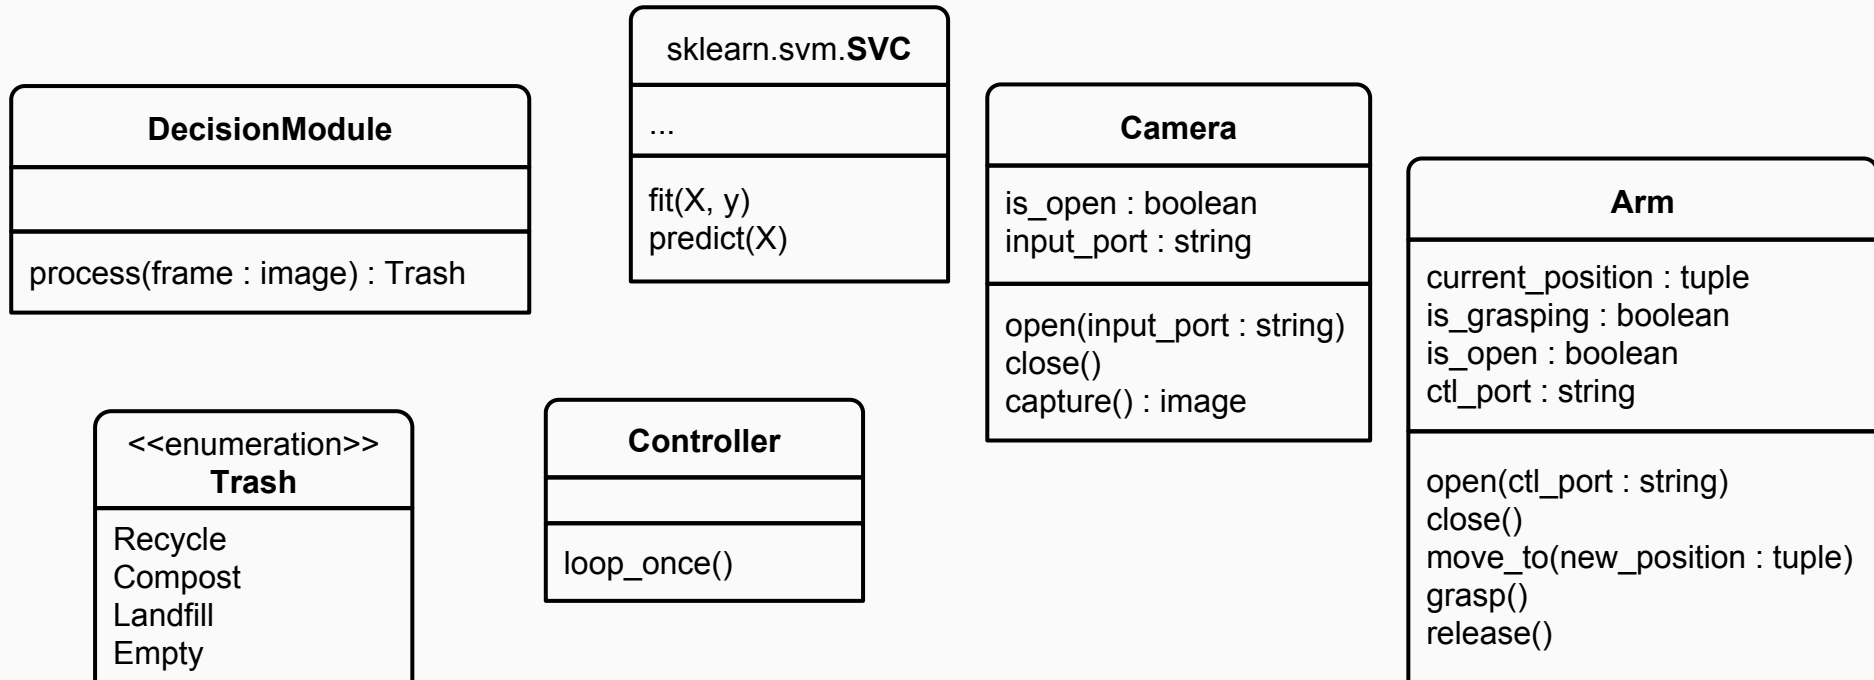 sklearn.svm.SVC
...
fit(X, y)
predict(X)
DecisionModule
process(frame : image) : Trash
Camera
is_open : boolean
input_port : string
open(input_port : string)
close()
capture() : image
Arm
current_position : tuple
is_grasping : boolean
is_open : boolean
ctl_port : string
open(ctl_port : string)
close()
move_to(new_position : tuple)
grasp()
release()
<<enumeration>>
Trash
Recycle
Compost
Landfill
Empty
Controller
loop_once()